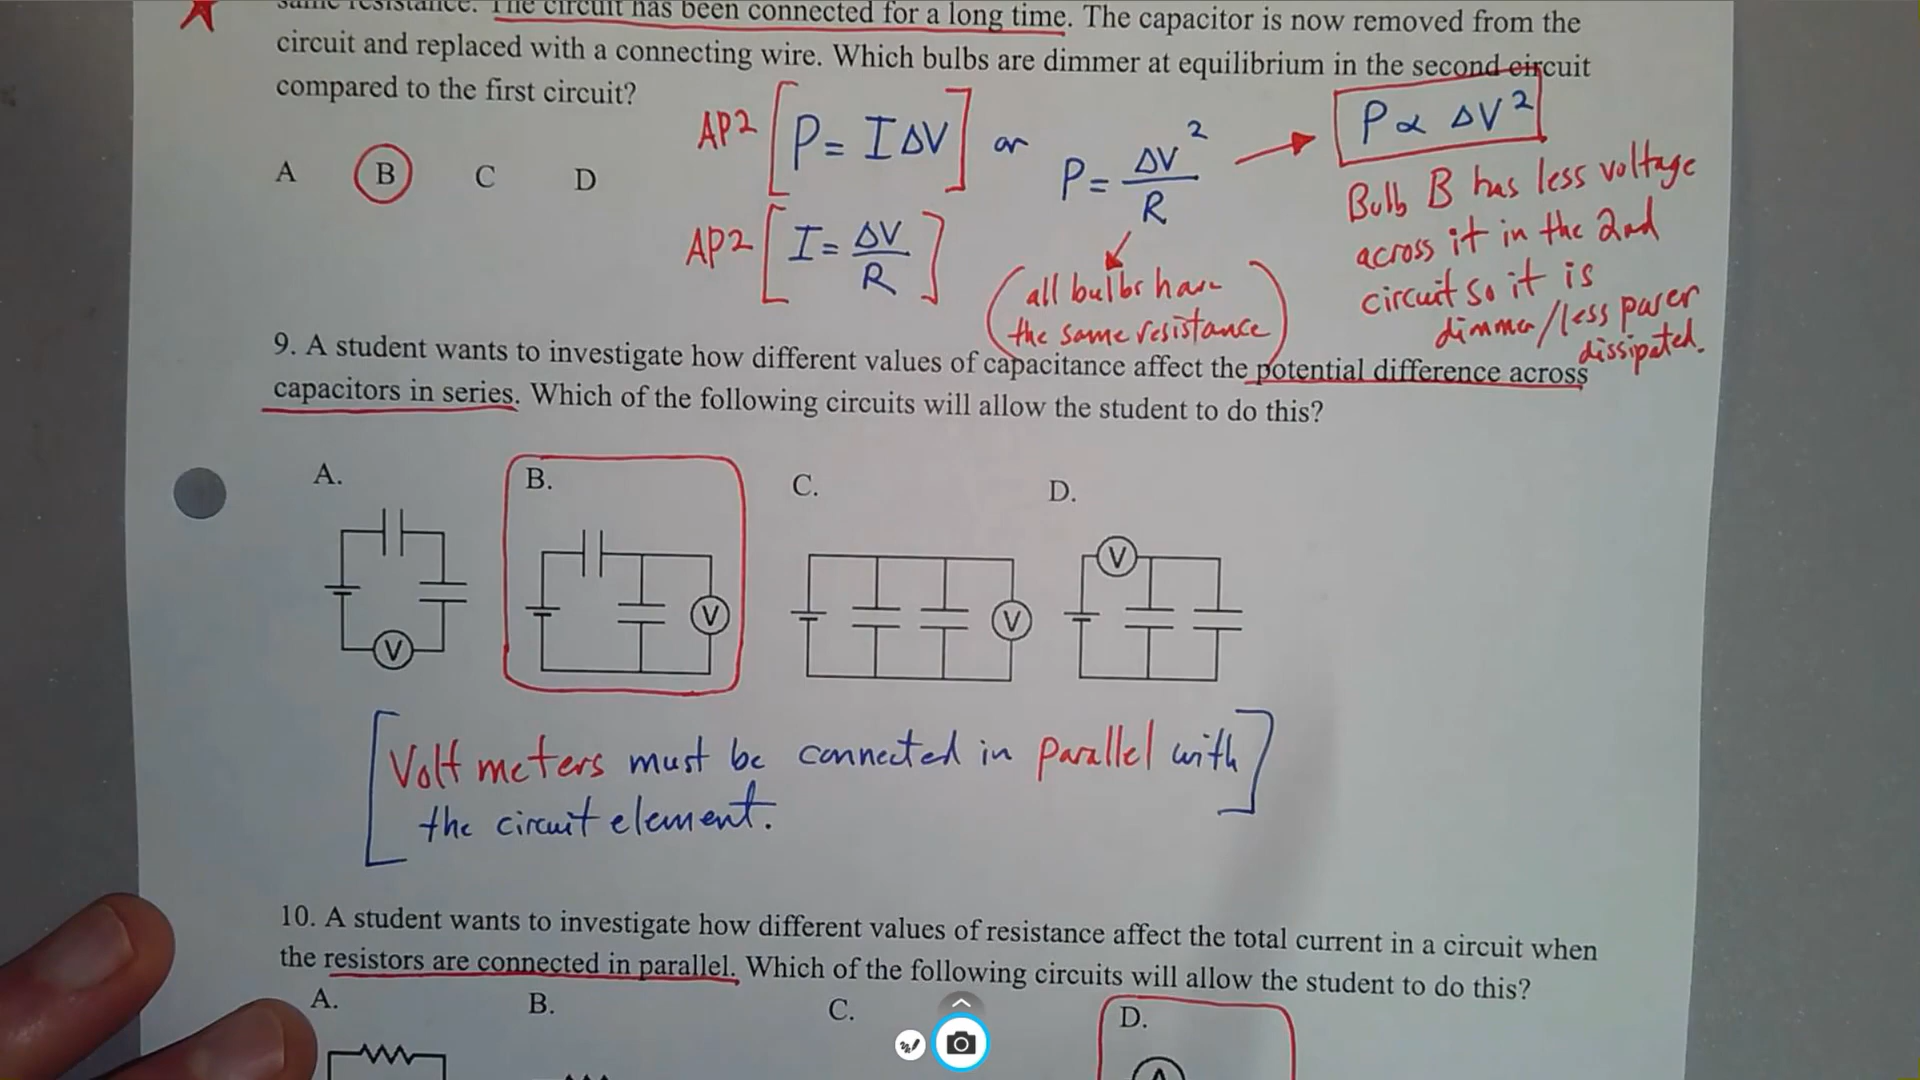 same resistance. The circuit has been connected for a long time. The capacitor is now removed from the
circuit and replaced with a connecting wire. Which bulbs are dimmer at equilibrium in the second circuit
compared to the first circuit?
A B C D
AP2 [P = I ΔV] or P = ΔV² / R → P ∝ ΔV²
AP2 [I = ΔV / R]
(all bulbs have
the same resistance)
Bulb B has less voltage
across it in the 2nd
circuit so it is
dimmer/less power
dissipated.
9. A student wants to investigate how different values of capacitance affect the potential difference across
capacitors in series. Which of the following circuits will allow the student to do this?
A. B. C. D.
V V V V
[Volt meters must be connected in parallel with
the circuit element.]
10. A student wants to investigate how different values of resistance affect the total current in a circuit when
the resistors are connected in parallel. Which of the following circuits will allow the student to do this?
A. B. C. D.
A